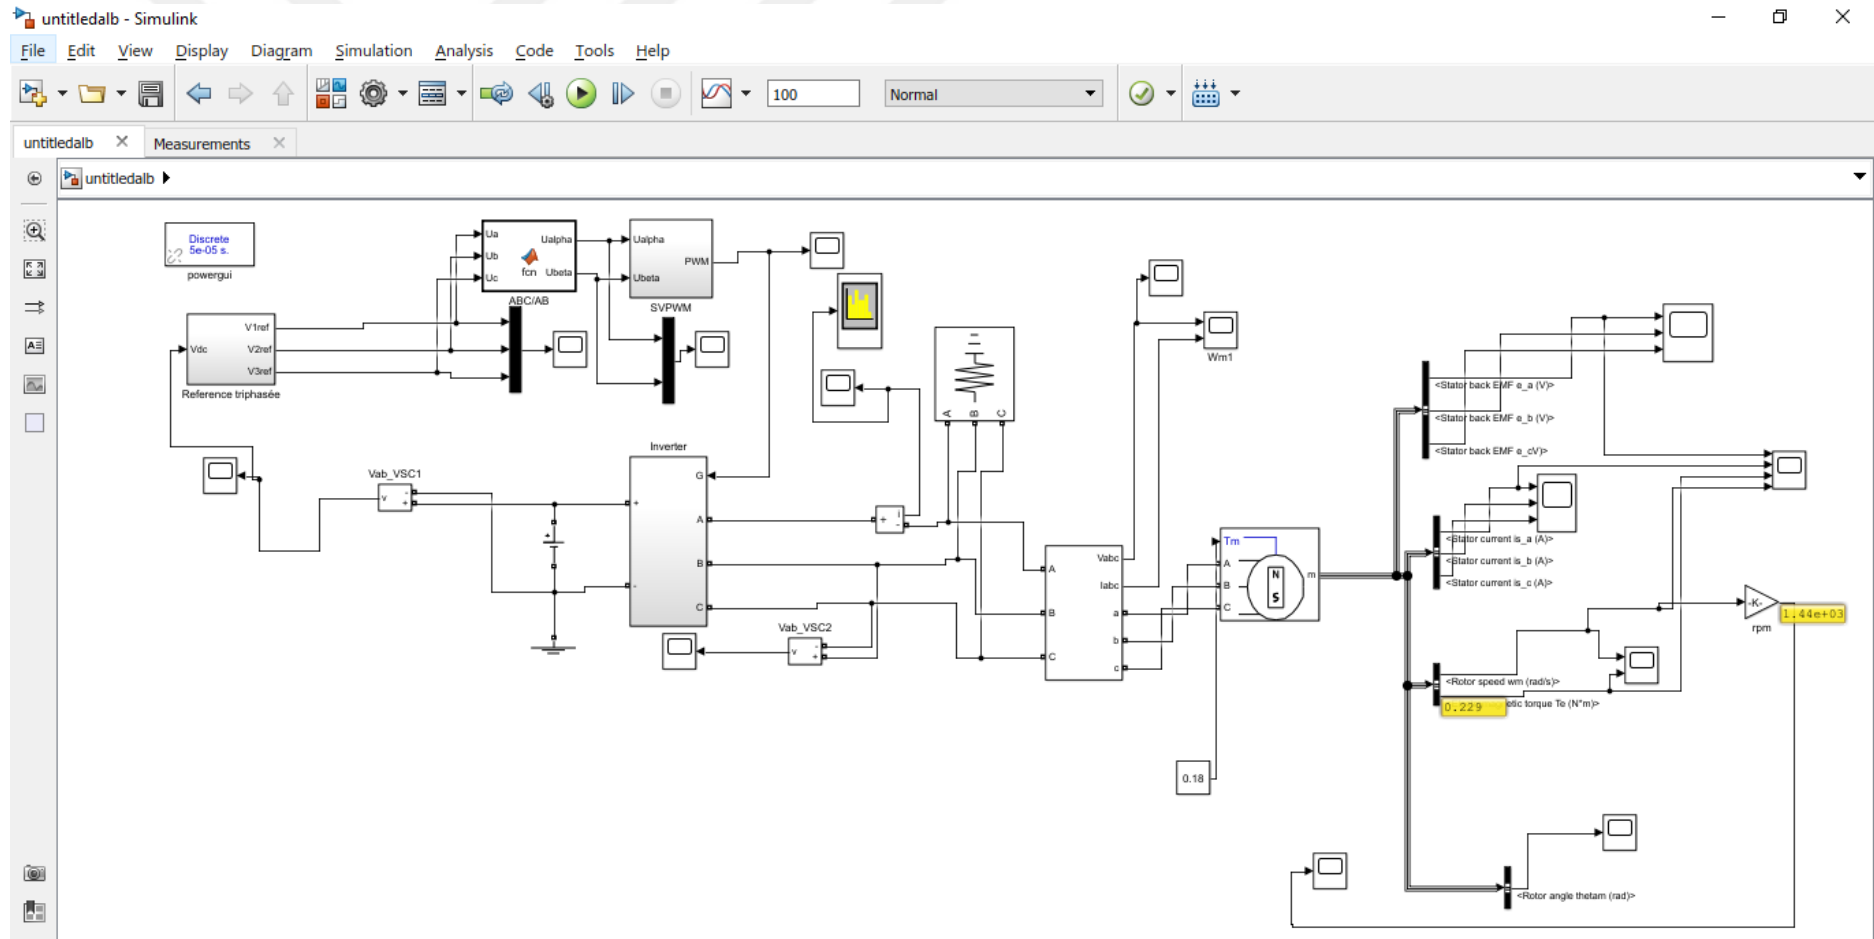 untitledalb - Simulink
File Edit View Display Diagram Simulation Analysis Code Tools Help
100
Normal
untitledalb
Measurements
untitledalb
Discrete
5e-05 s.
powergui
Ua
Ub
Uc
fcn
Ualpha
Ubeta
ABC/AB
Ualpha
Ubeta
PWM
SVPWM
Vdc
V1ref
V2ref
V3ref
Reference triphasée
Wm1
A B C
<Stator back EMF e_a (V)>
<Stator back EMF e_b (V)>
<Stator back EMF e_cV)>
Inverter
G
+
A
B
-
C
Vab_VSC1
v
-
+
+
+
i
-
Vab_VSC2
v
-
+
A
B
C
Vabc
Iabc
a
b
c
Tm
A
B
C
N
S
m
<Stator current is_a (A)>
<Stator current is_b (A)>
<Stator current is_c (A)>
-K-
rpm
1.44e+03
<Rotor speed wm (rad/s)>
0.229
etic torque Te (N*m)>
0.18
<Rotor angle thetam (rad)>